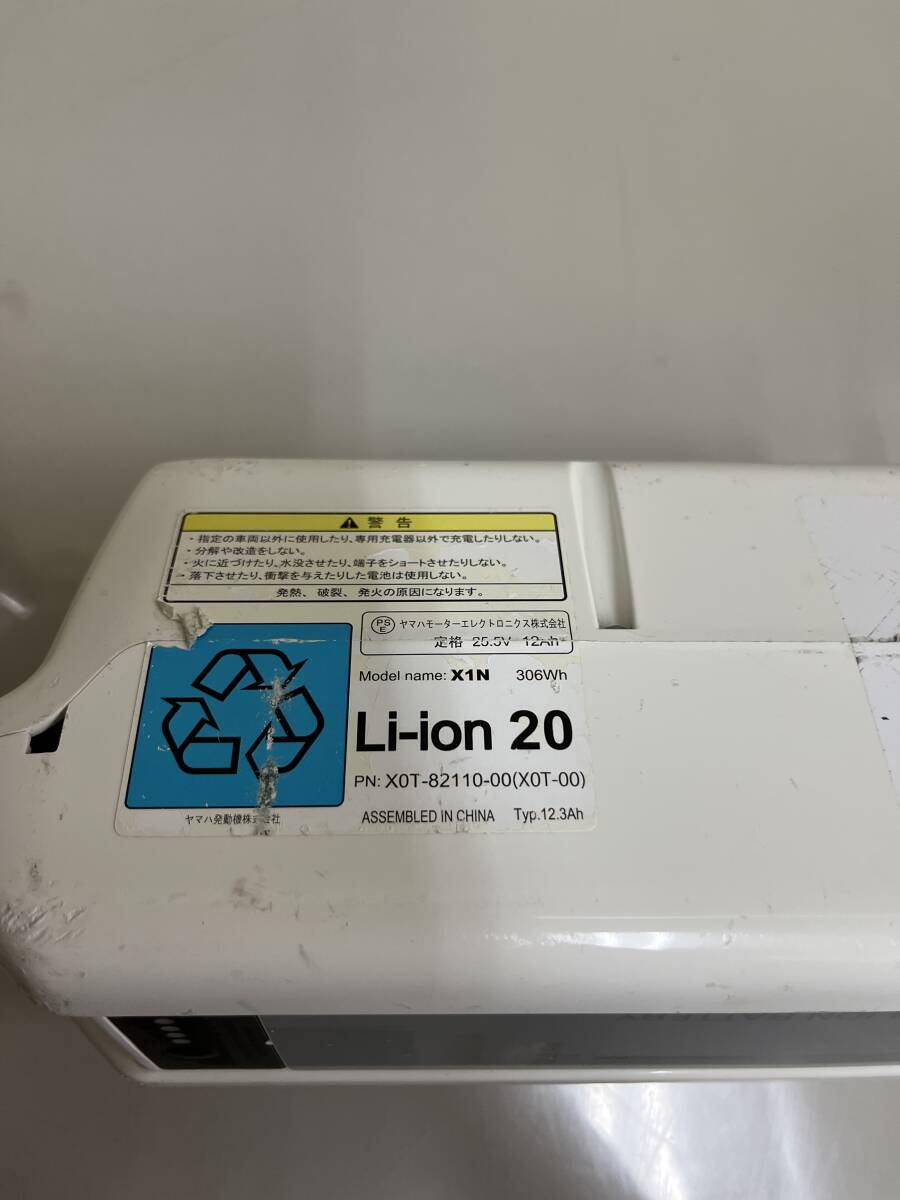 警告
・指定の車両以外に使用したり、専用充電器以外で充電したりしない。
・分解や改造をしない。
・火に近づけたり、水没させたり、端子をショートさせたりしない。
・落下させたり、衝撃を与えたりした電池は使用しない。
発熱、破裂、発火の原因になります。
PS E ヤマハモーターエレクトロニクス株式会社
定格 25.5V 12Ah
Model name: X1N 306Wh
Li-ion 20
PN: X0T-82110-00(X0T-00)
ヤマハ発動機株式会社
ASSEMBLED IN CHINA Typ.12.3Ah